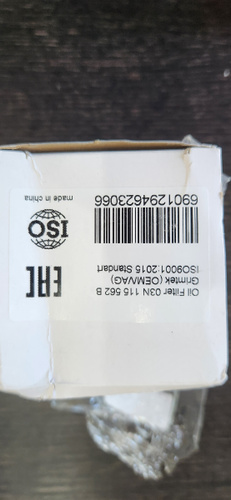 Oil Filter 03N 115 562 B
Grimtek (OEM/VAG)
ISO9001:2015 Standart
EAC
6901294623066
ISO
made in china